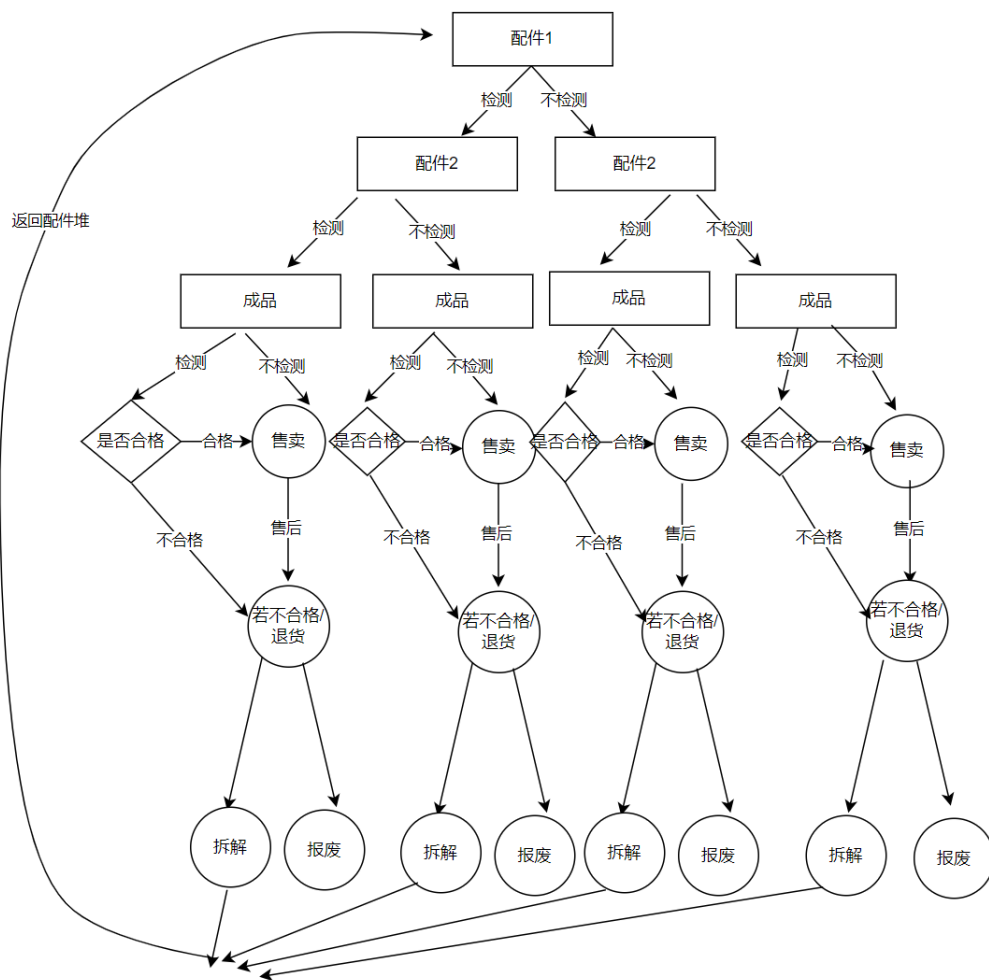 配件1
检测
不检测
配件2
配件2
返回配件堆
检测
不检测
检测
不检测
成品
成品
成品
成品
检测
不检测
检测
不检测
检测
不检测
检测
不检测
是否合格
合格
售卖
是否合格
合格
售卖
是否合格
合格
售卖
是否合格
合格
售卖
不合格
售后
不合格
售后
不合格
售后
不合格
售后
若不合格/
退货
若不合格/
退货
若不合格/
退货
若不合格/
退货
拆解
报废
拆解
报废
拆解
报废
拆解
报废